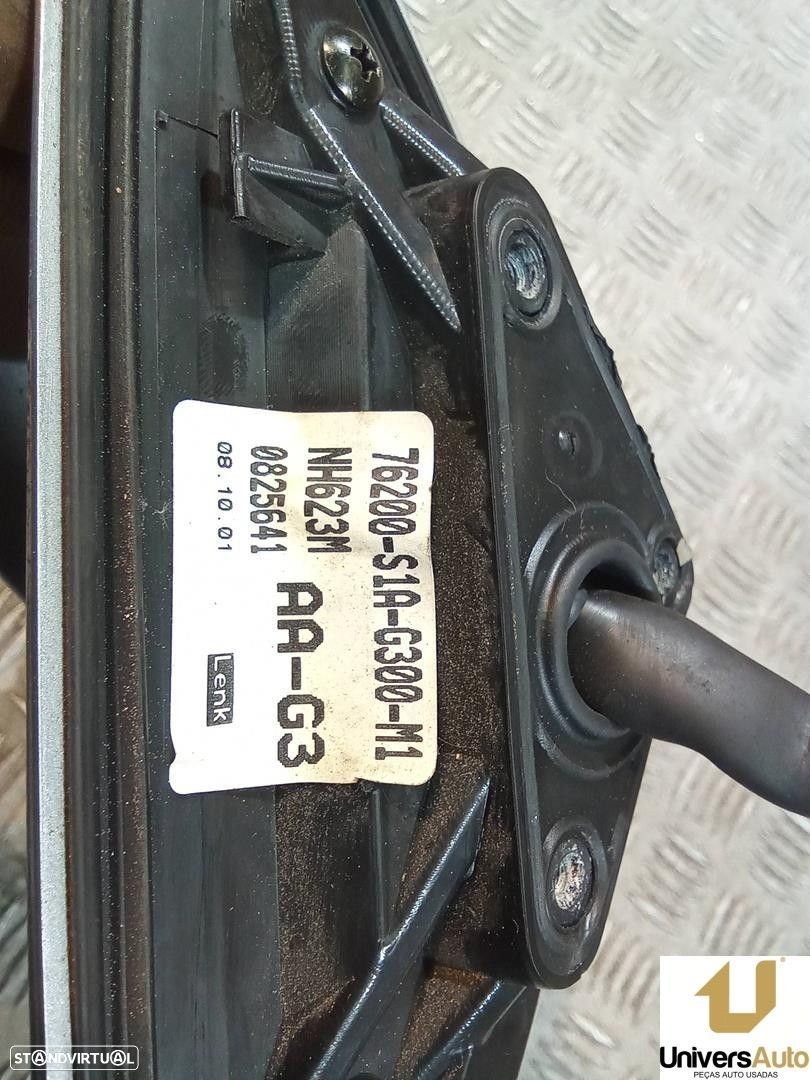 76200-S1A-G300-M1
NH623M
0825641 AA-G3
08.10.01
Lenk
STANDVIRTUAL
UniversAuto
PEÇAS AUTO USADAS